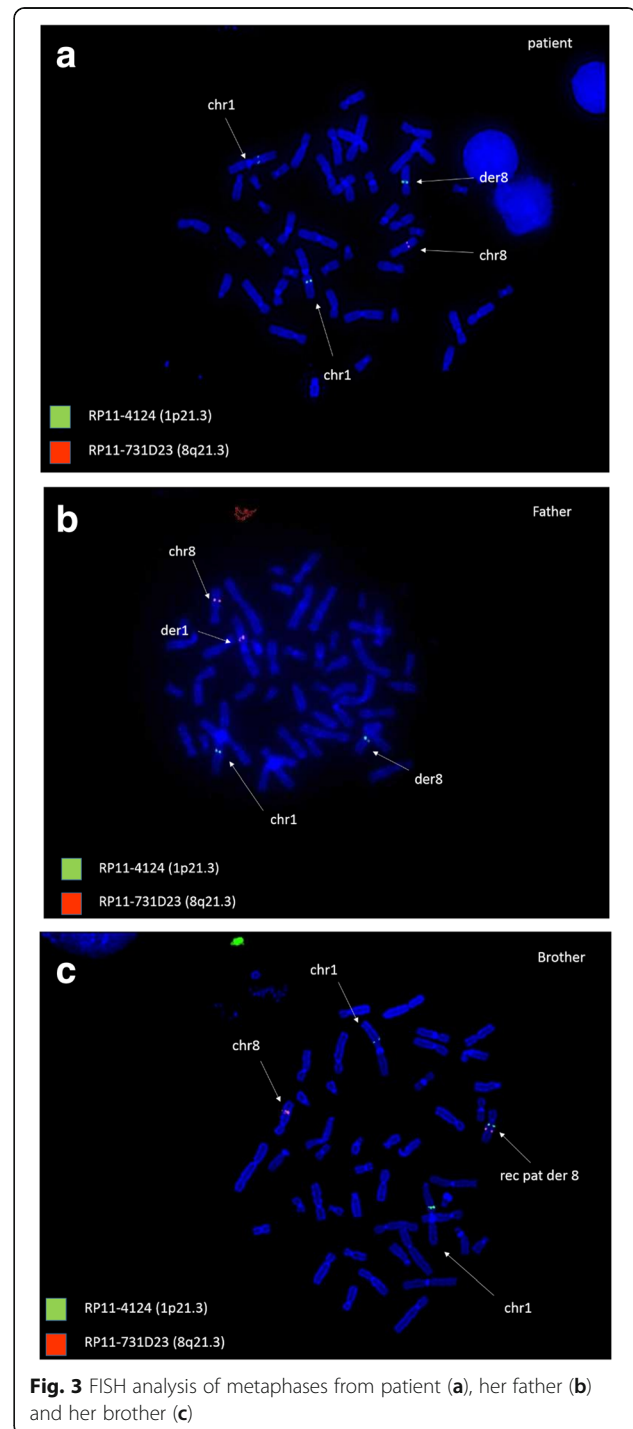 a
patient
chr1
der8
chr8
chr1
RP11-4124 (1p21.3)
RP11-731D23 (8q21.3)
b
Father
chr8
der1
der8
chr1
RP11-4124 (1p21.3)
RP11-731D23 (8q21.3)
c
Brother
chr1
chr8
rec pat der 8
chr1
RP11-4124 (1p21.3)
RP11-731D23 (8q21.3)
Fig. 3 FISH analysis of metaphases from patient (a), her father (b)
and her brother (c)